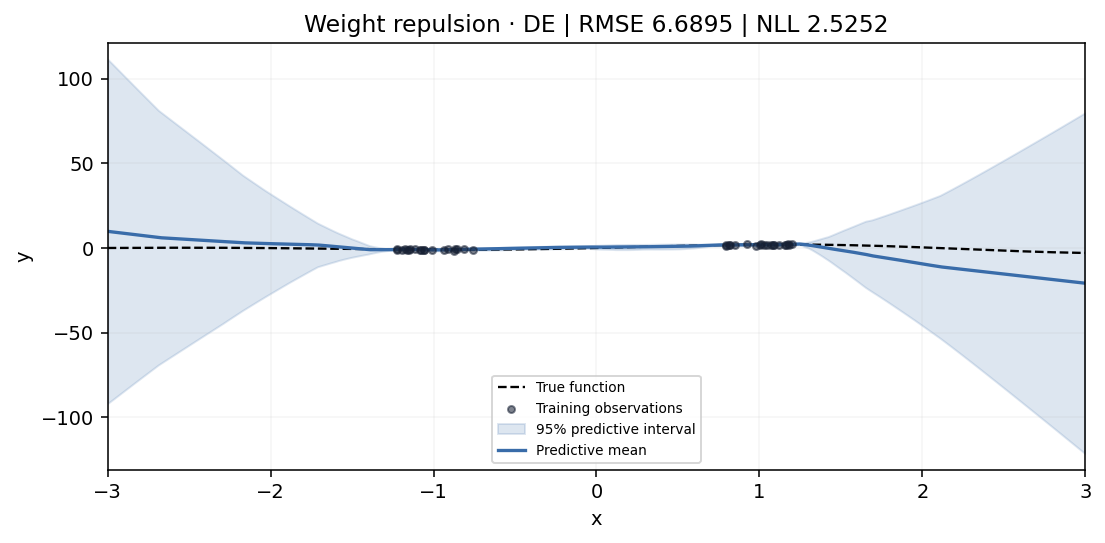 Weight repulsion · DE | RMSE 6.6895 | NLL 2.5252
100
50
0
−50
−100
y
True function
Training observations
95% predictive interval
Predictive mean
−3 −2 −1 0 1 2 3
x